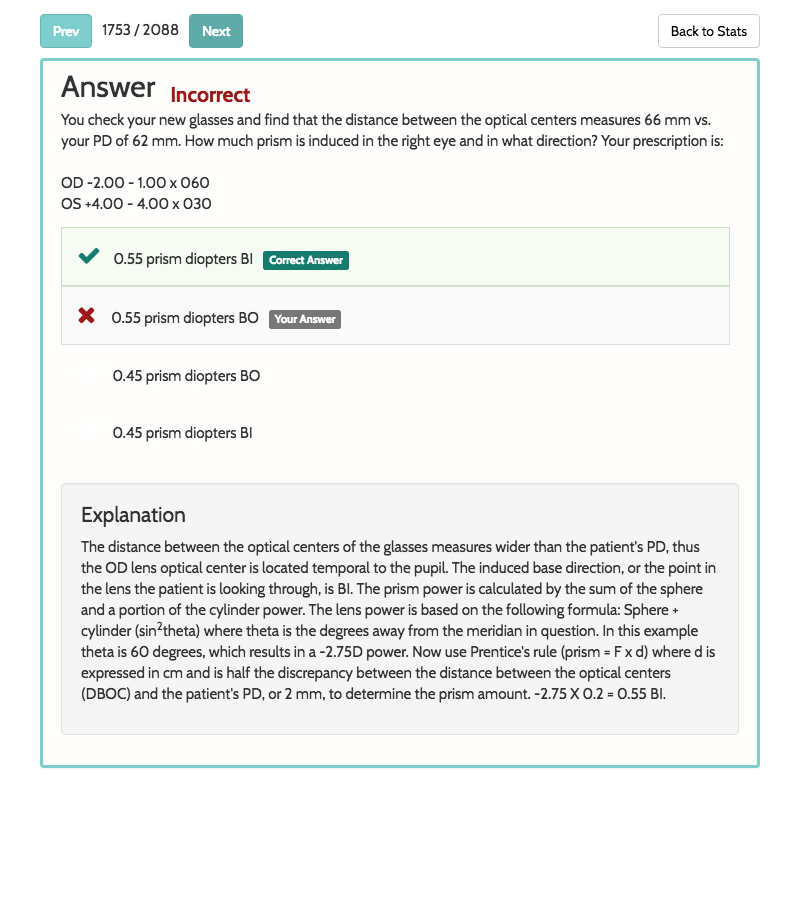 Prev 1753 / 2088 Next Back to Stats
Answer Incorrect
You check your new glasses and find that the distance between the optical centers measures 66 mm vs.
your PD of 62 mm. How much prism is induced in the right eye and in what direction? Your prescription is:
OD -2.00 - 1.00 x 060
OS +4.00 - 4.00 x 030
0.55 prism diopters BI Correct Answer
0.55 prism diopters BO Your Answer
0.45 prism diopters BO
0.45 prism diopters BI
Explanation
The distance between the optical centers of the glasses measures wider than the patient's PD, thus
the OD lens optical center is located temporal to the pupil. The induced base direction, or the point in
the lens the patient is looking through, is BI. The prism power is calculated by the sum of the sphere
and a portion of the cylinder power. The lens power is based on the following formula: Sphere +
cylinder (sin²theta) where theta is the degrees away from the meridian in question. In this example
theta is 60 degrees, which results in a -2.75D power. Now use Prentice's rule (prism = F x d) where d is
expressed in cm and is half the discrepancy between the distance between the optical centers
(DBOC) and the patient's PD, or 2 mm, to determine the prism amount. -2.75 X 0.2 = 0.55 BI.